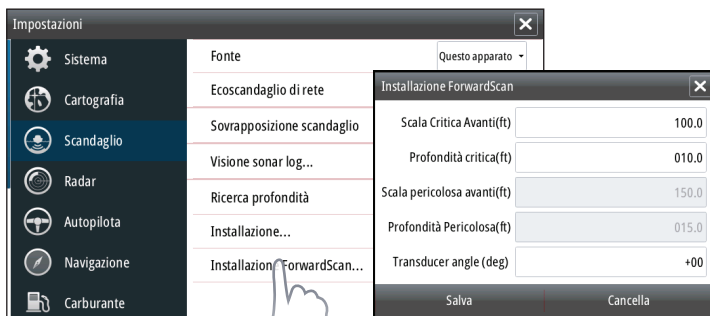 Impostazioni
Sistema
Cartografia
Scandaglio
Radar
Autopilota
Navigazione
Carburante
Fonte
Questo apparato
Ecoscandaglio di rete
Sovrapposizione scandaglio
Visione sonar log...
Ricerca profondità
Installazione...
Installazione ForwardScan...
Installazione ForwardScan
Scala Critica Avanti(ft) 100.0
Profondità critica(ft) 010.0
Scala pericolosa avanti(ft) 150.0
Profondità Pericolosa(ft) 015.0
Transducer angle (deg) +00
Salva Cancella